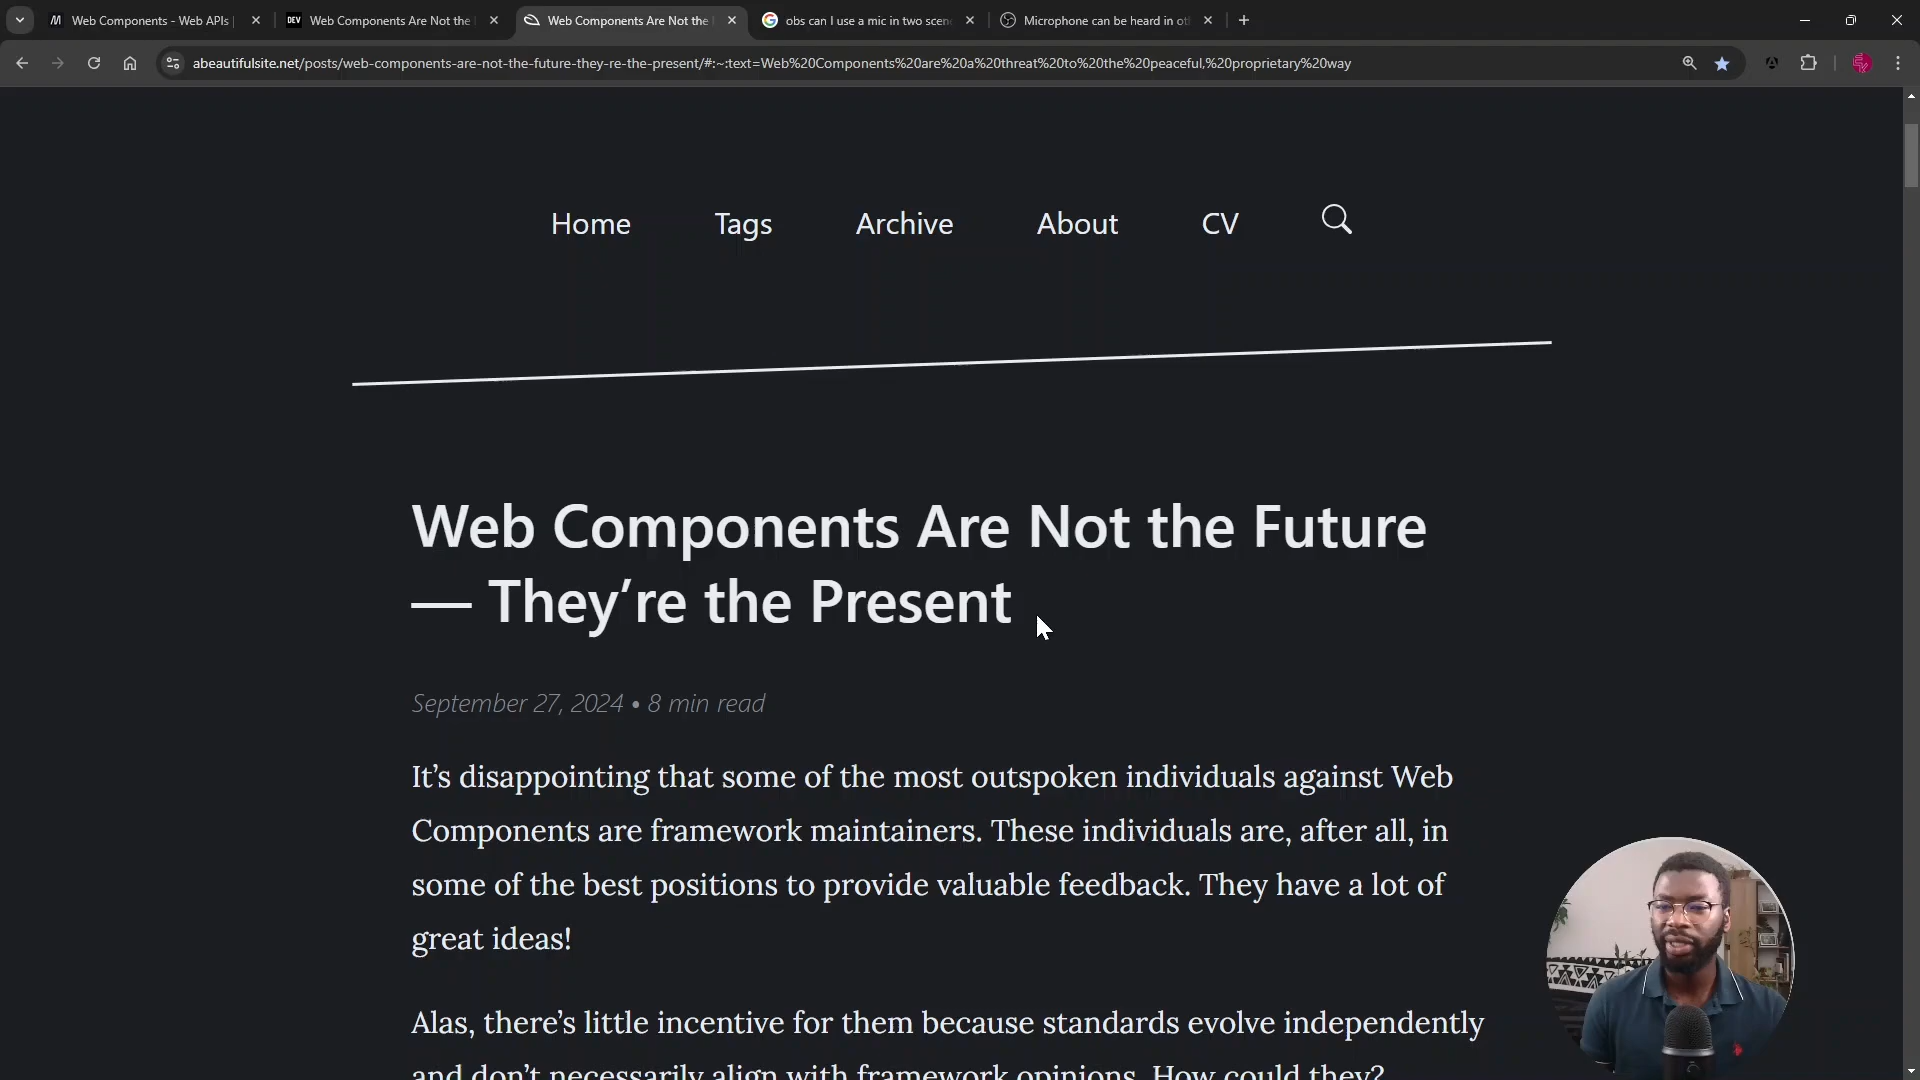 Web Components - Web APIs
DEV
Web Components Are Not the
Web Components Are Not the
obs can I use a mic in two scen
Microphone can be heard in ot
abeautifulsite.net/posts/web-components-are-not-the-future-they-re-the-present/#:~:text=Web%20Components%20are%20a%20threat%20to%20the%20peaceful,%20proprietary%20way
Home
Tags
Archive
About
CV
Web Components Are Not the Future
— They’re the Present
September 27, 2024 • 8 min read
It’s disappointing that some of the most outspoken individuals against Web
Components are framework maintainers. These individuals are, after all, in
some of the best positions to provide valuable feedback. They have a lot of
great ideas!
Alas, there’s little incentive for them because standards evolve independently
and don’t necessarily align with framework opinions. How could they?